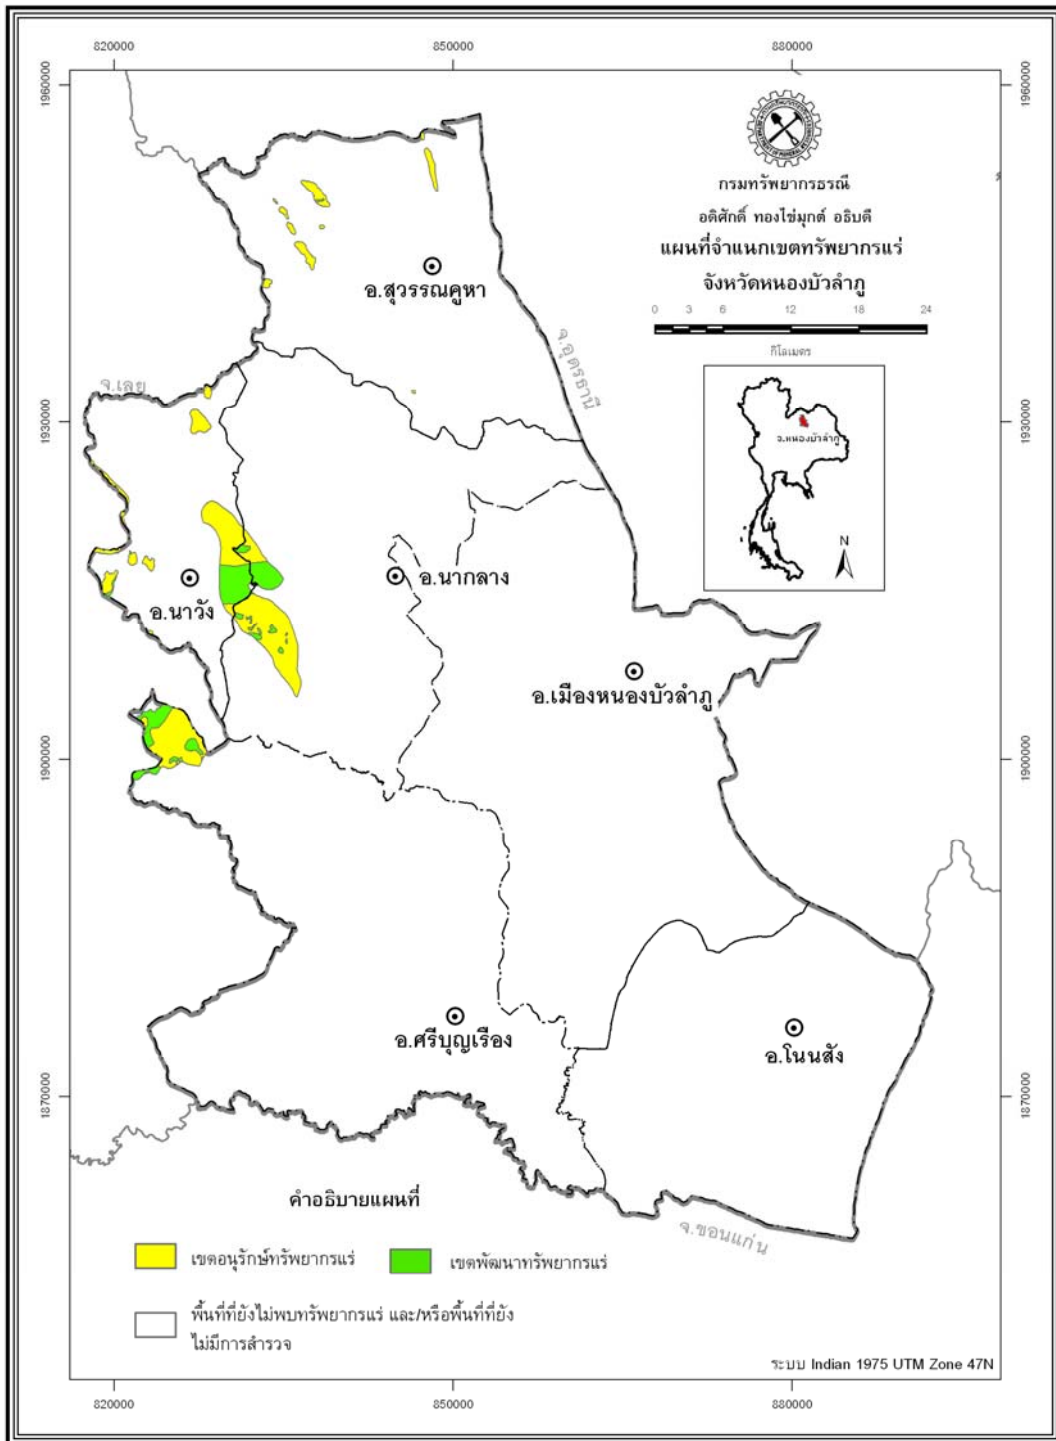 820000
850000
880000
1960000
1960000
กรมทรัพยากรธรณี
อดิศักดิ์ ทองไข่มุกต์ อธิบดี
แผนที่จำแนกเขตทรัพยากรแร่
จังหวัดหนองบัวลำภู
0 3 6 12 18 24
กิโลเมตร
อ.สุวรรณคูหา
จ.อุดรธานี
จ.เลย
จ.หนองบัวลำภู
1930000
1930000
N
อ.นากลาง
อ.นาวัง
อ.เมืองหนองบัวลำภู
1900000
1900000
อ.ศรีบุญเรือง
อ.โนนสัง
1870000
1870000
จ.ขอนแก่น
คำอธิบายแผนที่
เขตอนุรักษ์ทรัพยากรแร่
เขตพัฒนาทรัพยากรแร่
พื้นที่ที่ยังไม่พบทรัพยากรแร่ และ/หรือพื้นที่ที่ยัง
ไม่มีการสำรวจ
ระบบ Indian 1975 UTM Zone 47N
820000
850000
880000